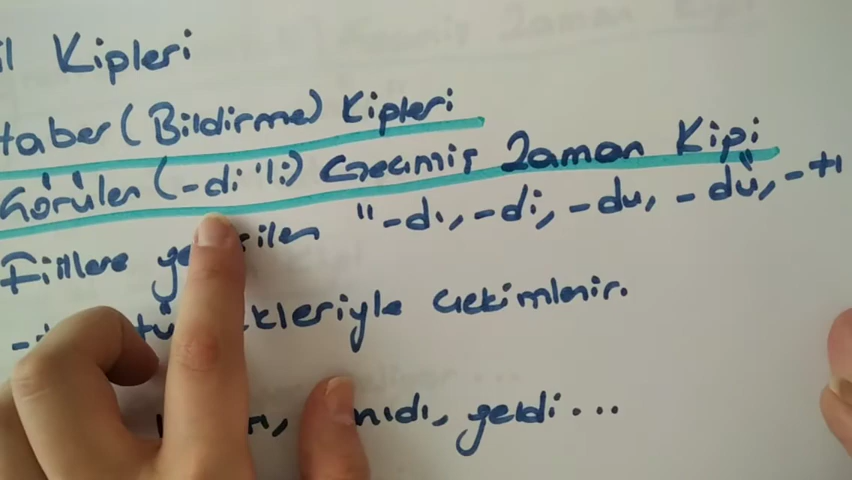 il Kipleri
Haber (Bildirme) Kipleri
Görülen (-di'li) Geçmiş Zaman Kipi
Fiillere "-dı, -di, -du, -dü, -tı
ekleriyle çekimlenir.
geldi...